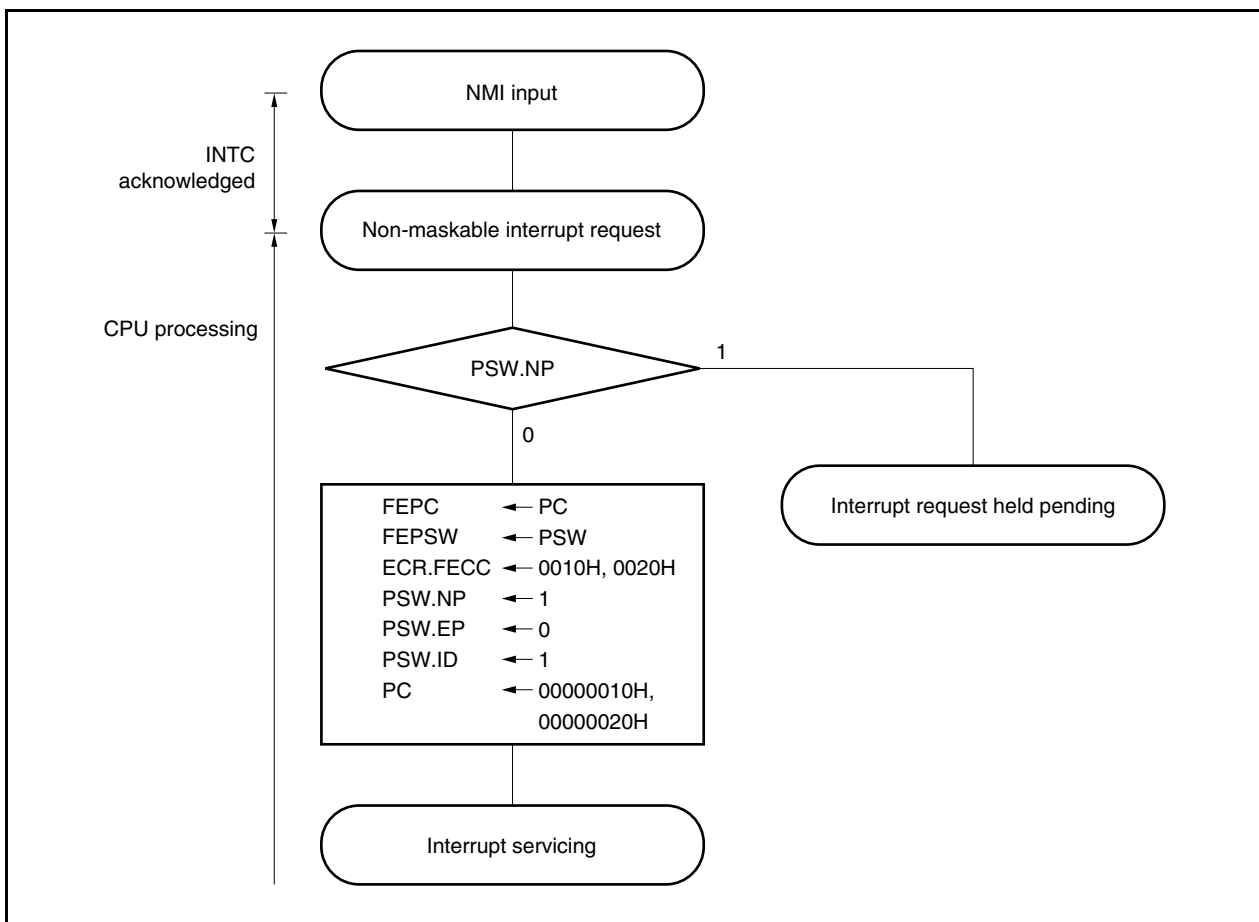 NMI input
INTC
acknowledged
Non-maskable interrupt request
CPU processing
PSW.NP
1
0
Interrupt request held pending
FEPC ← PC
FEPSW ← PSW
ECR.FECC ← 0010H, 0020H
PSW.NP ← 1
PSW.EP ← 0
PSW.ID ← 1
PC ← 00000010H,
00000020H
Interrupt servicing